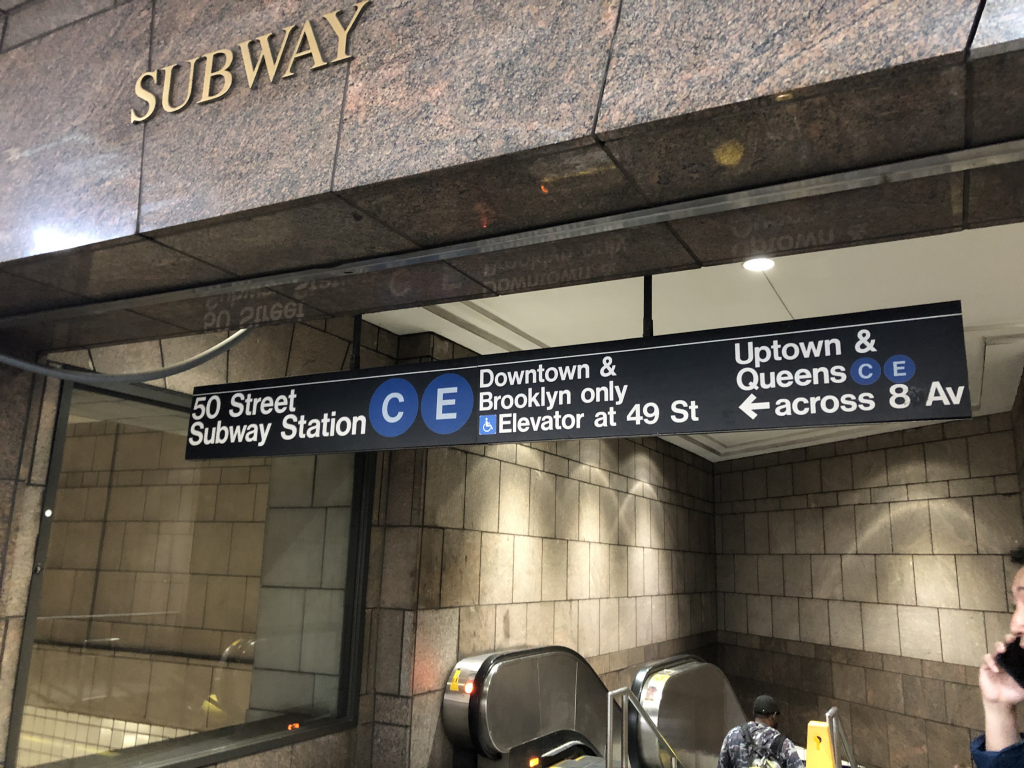 SUBWAY
50 Street
Subway Station
C E
Downtown &
Brooklyn only
Elevator at 49 St
Uptown &
Queens C E
← across 8 Av